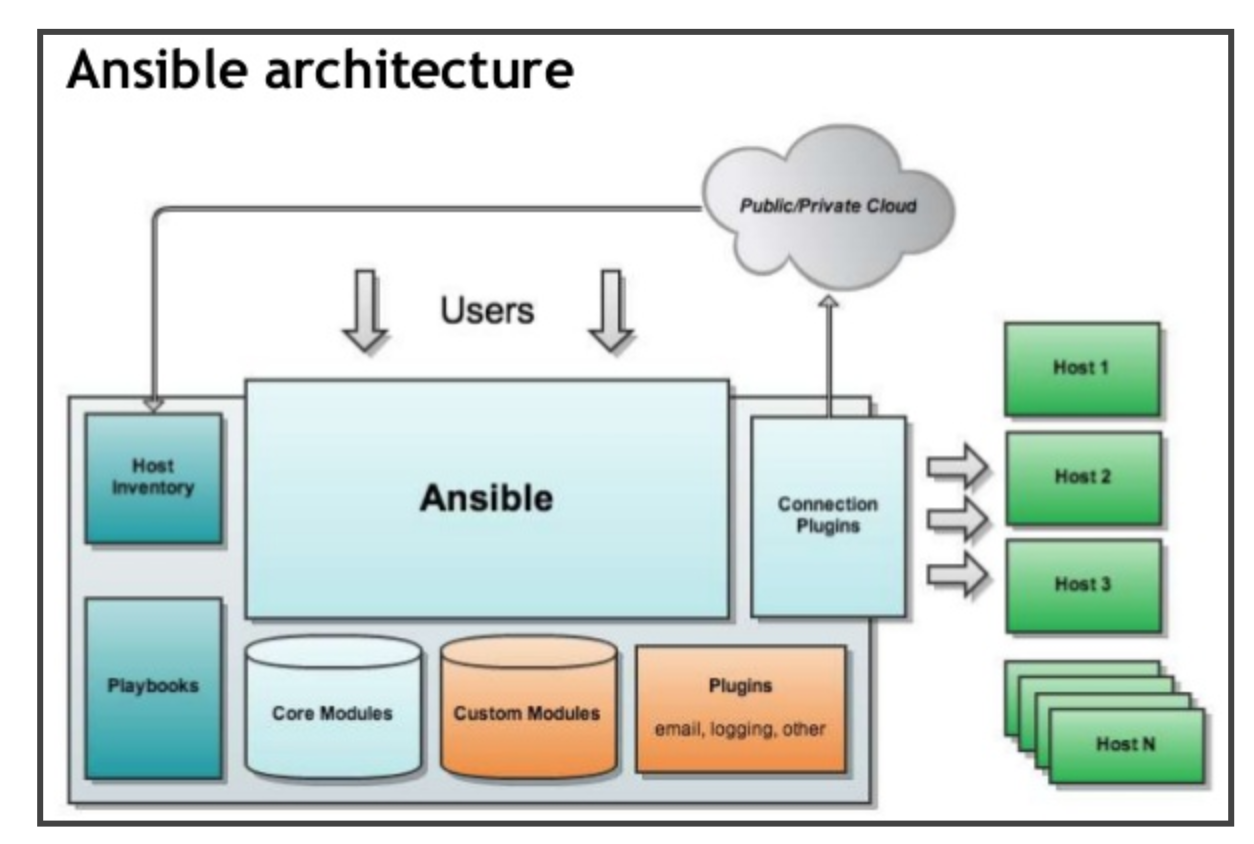 Ansible architecture
Public/Private Cloud
Users
Host 1
Host
Inventory
Ansible
Connection
Plugins
Host 2
Host 3
Playbooks
Core Modules
Custom Modules
Plugins
email, logging, other
Host N